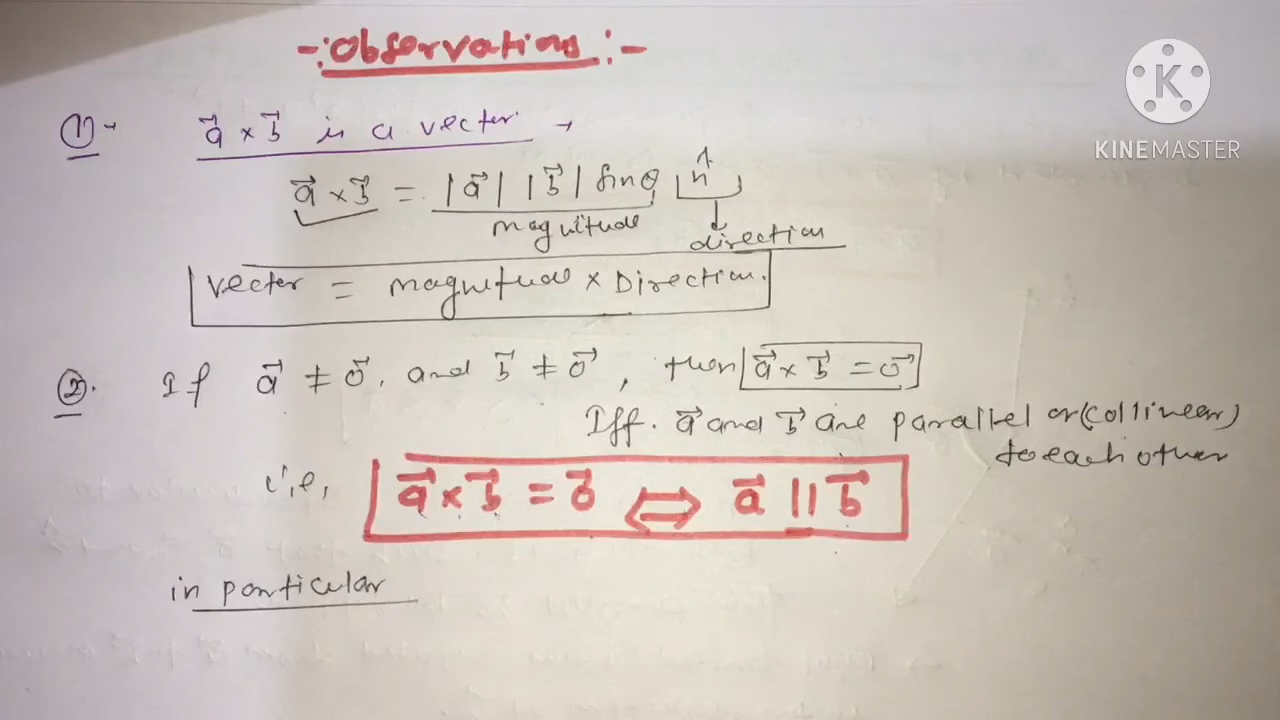 -: Observations :-
K
KINEMASTER
①- a⃗ × b⃗ is a vector. →
a⃗ × b⃗ = |a⃗| |b⃗| sinθ n̂
magnitude
direction
vector = magnitude × Direction.
②. If a⃗ ≠ 0⃗, and b⃗ ≠ 0⃗, then a⃗ × b⃗ = 0⃗
Iff. a⃗ and b⃗ are parallel or (collinear)
to each other
i.e, a⃗ × b⃗ = 0⃗ ⇔ a⃗ || b⃗
in particular